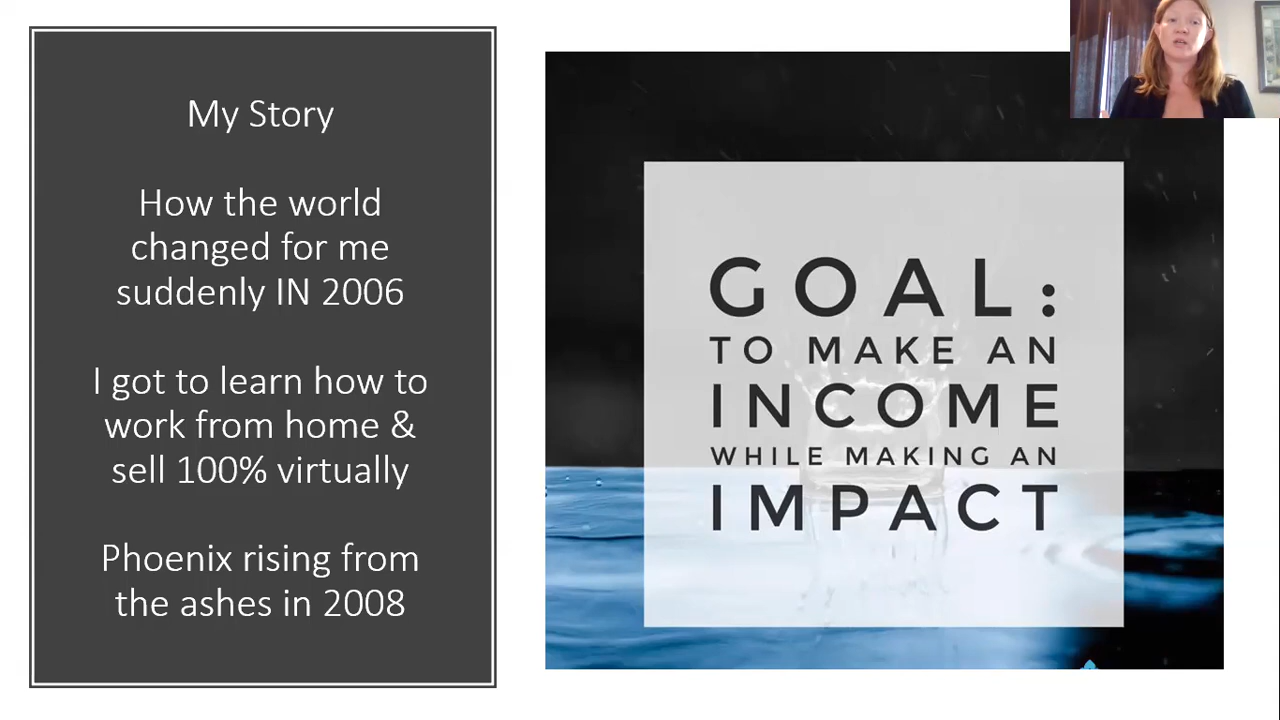 My Story
How the world
changed for me
suddenly IN 2006
I got to learn how to
work from home &
sell 100% virtually
Phoenix rising from
the ashes in 2008
GOAL:
TO MAKE AN
INCOME
WHILE MAKING AN
IMPACT